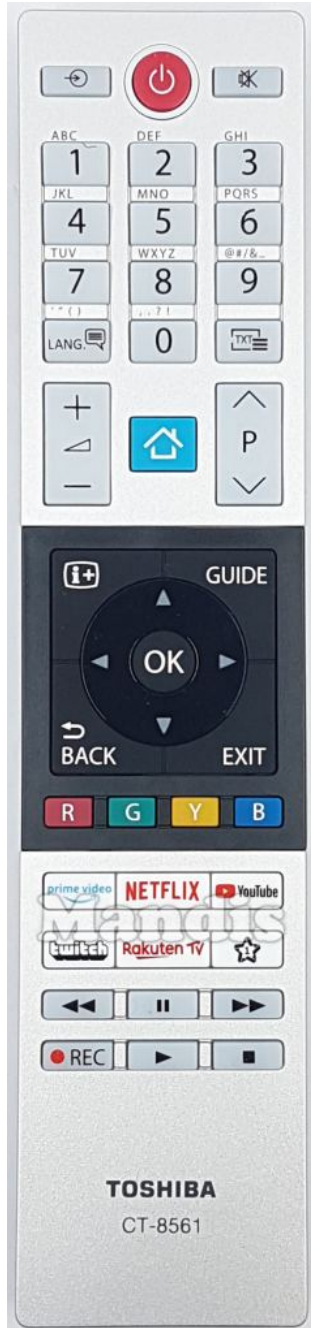 ABC DEF GHI
1 2 3
JKL MNO PQRS
4 5 6
TUV WXYZ @#/&_
7 8 9
' " ( ) . , ? !
LANG. 0 TXT
+
P
−
i+ GUIDE
OK
BACK EXIT
R G Y B
prime video NETFLIX YouTube
Mandis
twitch Rakuten TV 1
REC
TOSHIBA
CT-8561